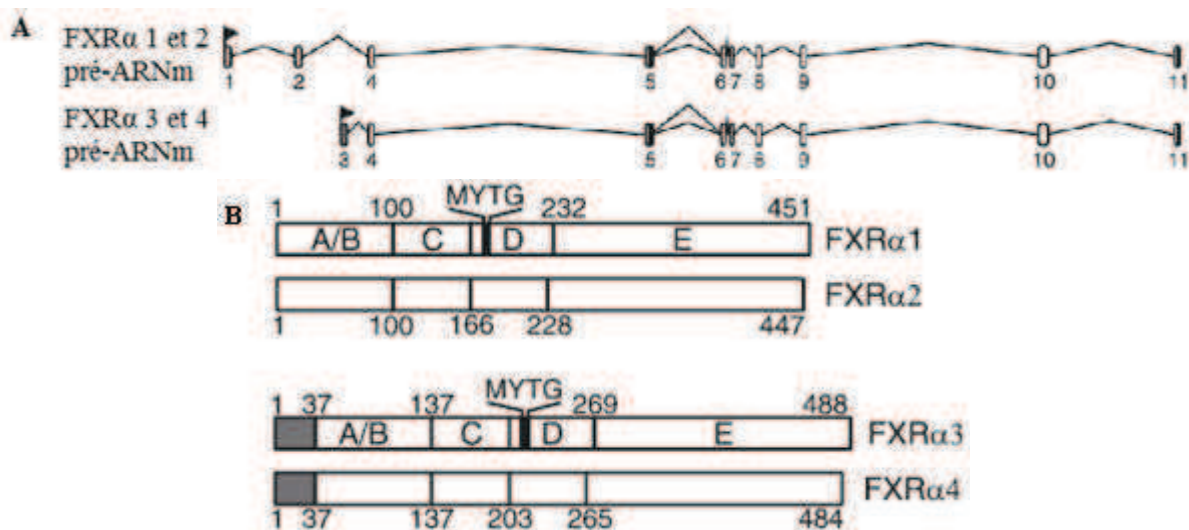 A
FXRα 1 et 2
pré-ARNm
1 2 4 5 6 7 8 9 10 11
FXRα 3 et 4
pré-ARNm
3 4 5 6 7 8 9 10 11
B
MYTG
1 100 232 451
A/B C D E FXRα1
FXRα2
1 100 166 228 447
MYTG
1 37 137 269 488
A/B C D E FXRα3
FXRα4
1 37 137 203 265 484